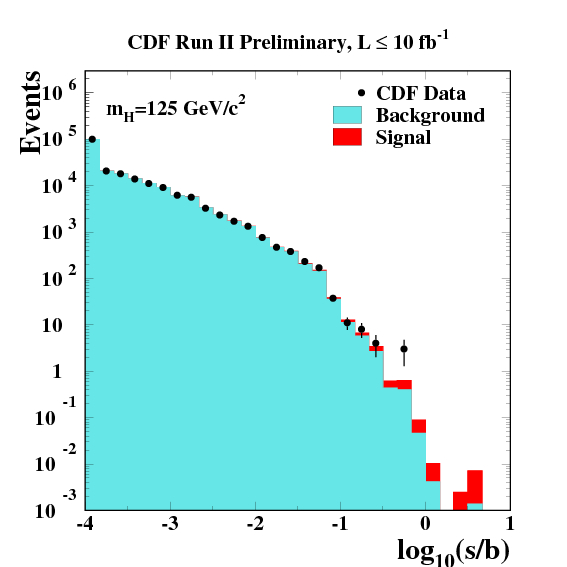 CDF Run II Preliminary, L ≤ 10 fb⁻¹
Events
m_H=125 GeV/c²
CDF Data
Background
Signal
10⁶
10⁵
10⁴
10³
10²
10
1
10⁻¹
10⁻²
10⁻³
-4 -3 -2 -1 0 1
log₁₀(s/b)